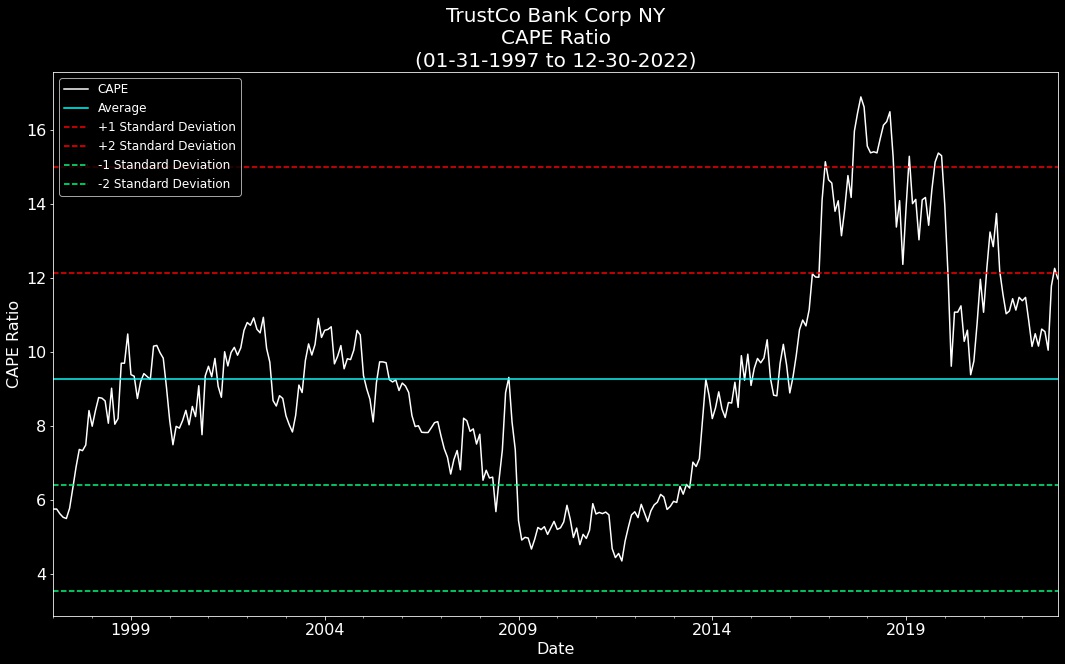 TrustCo Bank Corp NY
CAPE Ratio
(01-31-1997 to 12-30-2022)
CAPE
Average
+1 Standard Deviation
+2 Standard Deviation
-1 Standard Deviation
-2 Standard Deviation
16
14
12
10
8
6
4
CAPE Ratio
1999
2004
2009
2014
2019
Date